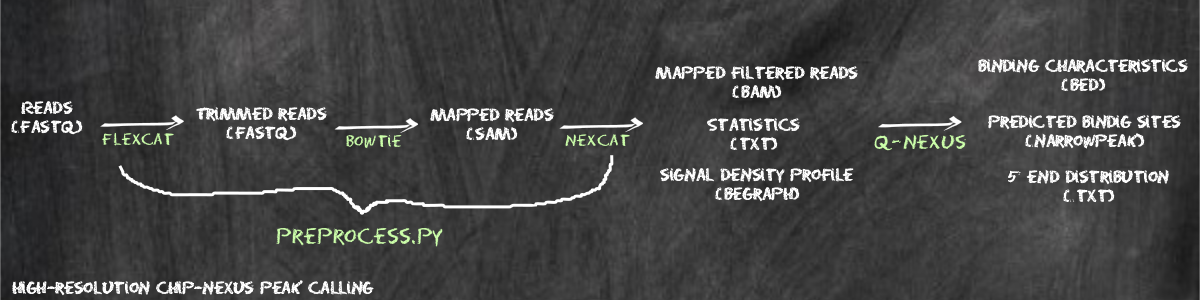 READS
(FASTQ)
FLEXCAT
TRIMMED READS
(FASTQ)
BOWTIE
MAPPED READS
(SAM)
NEXCAT
MAPPED FILTERED READS
(BAM)
STATISTICS
(TXT)
SIGNAL DENSITY PROFILE
(BEGRAPH)
Q-NEXUS
BINDING CHARACTERISTICS
(BED)
PREDICTED BINDIG SITES
(NARROWPEAK)
5' END DISTRIBUTION
(.TXT)
PREPROCESS.PY
HIGH-RESOLUTION CHIP-NEXUS PEAK CALLING